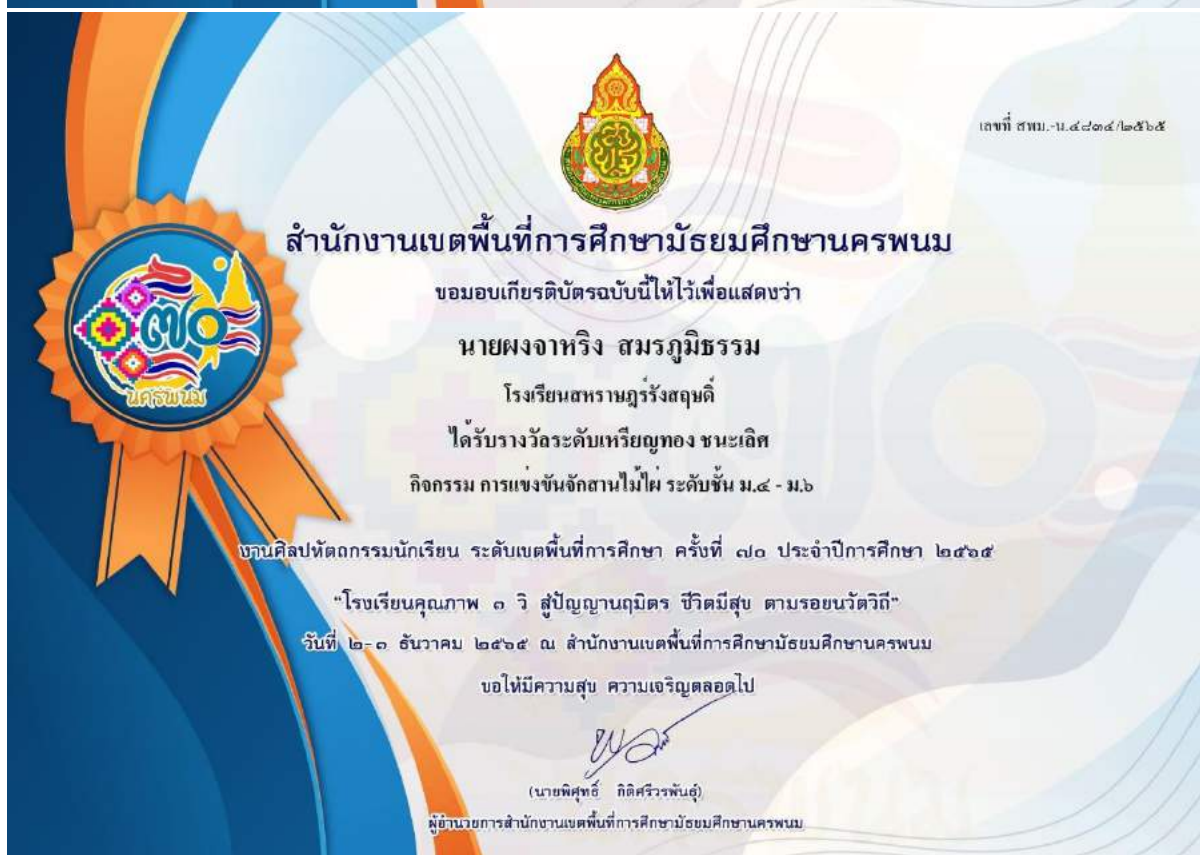 เลขที่ สพม.-น.๔๘๓๔/๒๕๖๕
สำนักงานเขตพื้นที่การศึกษามัธยมศึกษานครพนม
ขอมอบเกียรติบัตรฉบับนี้ให้ไว้เพื่อแสดงว่า
นายผงจาหริง สมรภูมิธรรม
โรงเรียนสหราษฎร์รังสฤษดิ์
ได้รับรางวัลระดับเหรียญทอง ชนะเลิศ
กิจกรรม การแข่งขันจักสานไม้ไผ่ ระดับชั้น ม.๔ - ม.๖
๗๐
นครพนม
งานศิลปหัตถกรรมนักเรียน ระดับเขตพื้นที่การศึกษา ครั้งที่ ๗๐ ประจำปีการศึกษา ๒๕๖๕
“โรงเรียนคุณภาพ ๓ วิ สู่ปัญญานฤมิตร ชีวิตมีสุข ตามรอยนวัตวิถี”
วันที่ ๒-๓ ธันวาคม ๒๕๖๕ ณ สำนักงานเขตพื้นที่การศึกษามัธยมศึกษานครพนม
ขอให้มีความสุข ความเจริญตลอดไป
(นายพิศุทธิ์ กิติศรีวรพันธุ์)
ผู้อำนวยการสำนักงานเขตพื้นที่การศึกษามัธยมศึกษานครพนม